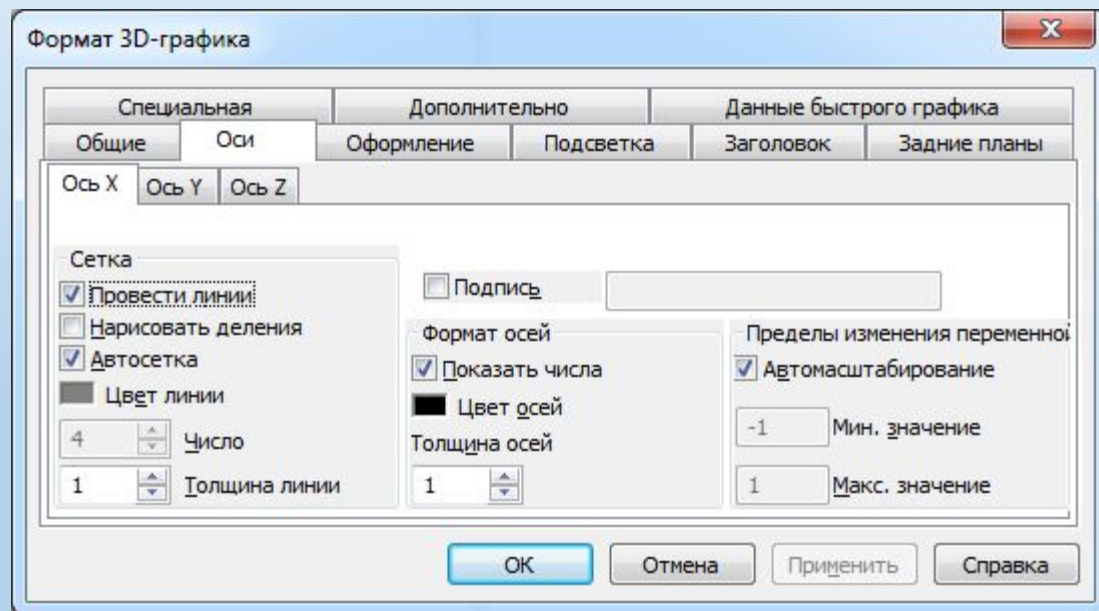 Формат 3D-графика
Специальная Дополнительно Данные быстрого графика
Общие Оси Оформление Подсветка Заголовок Задние планы
Ось X Ось Y Ось Z
Сетка
Провести линии
Нарисовать деления
Автосетка
Цвет линии
4 Число
1 Толщина линии
Подпись
Формат осей
Показать числа
Цвет осей
Толщина осей
1
Пределы изменения переменной
Автомасштабирование
-1 Мин. значение
1 Макс. значение
ОК Отмена Применить Справка